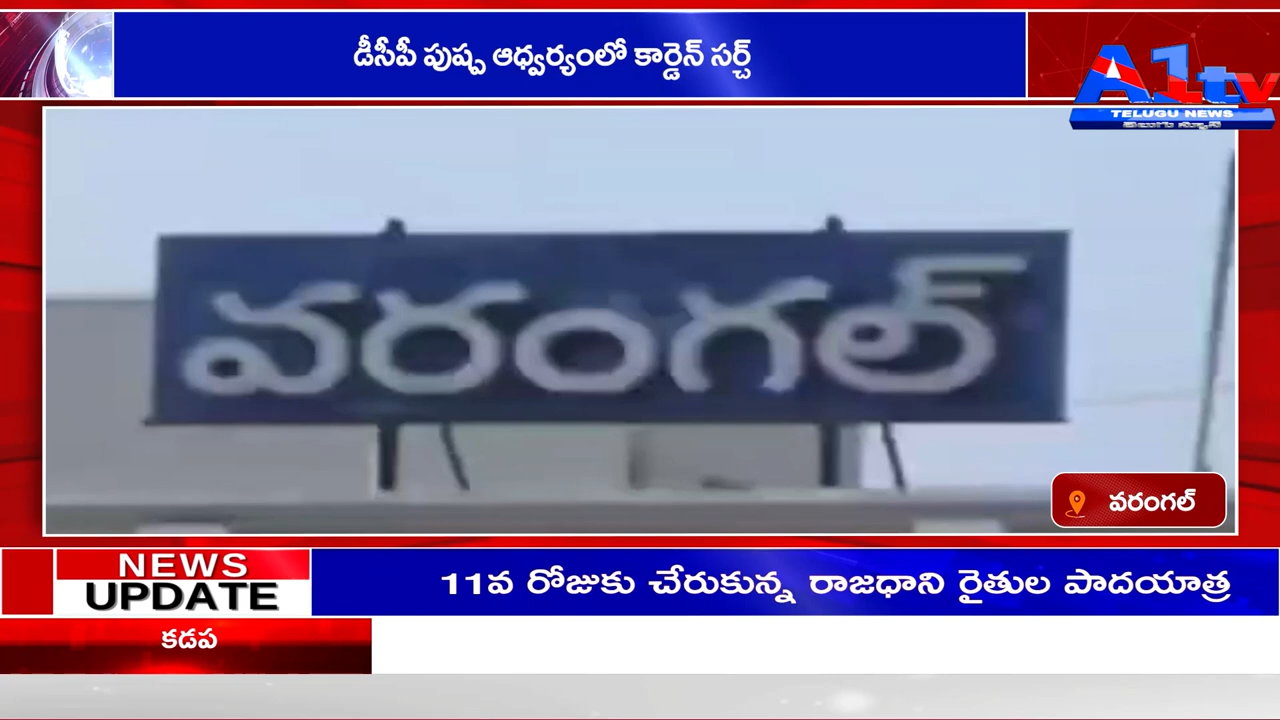 డీసీపీ పుష్ప ఆధ్వర్యంలో కార్డెన్ సర్చ్
A1tv
TELUGU NEWS
తెలుగు న్యూస్
వరంగల్
వరంగల్
NEWS
UPDATE
11వ రోజుకు చేరుకున్న రాజధాని రైతుల పాదయాత్ర
కడప